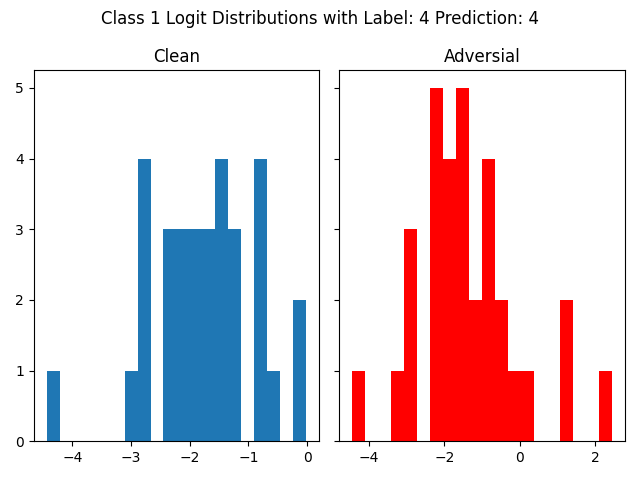 Class 1 Logit Distributions with Label: 4 Prediction: 4
Clean
Adversial
5
4
3
2
1
0
−4 −3 −2 −1 0
−4 −2 0 2